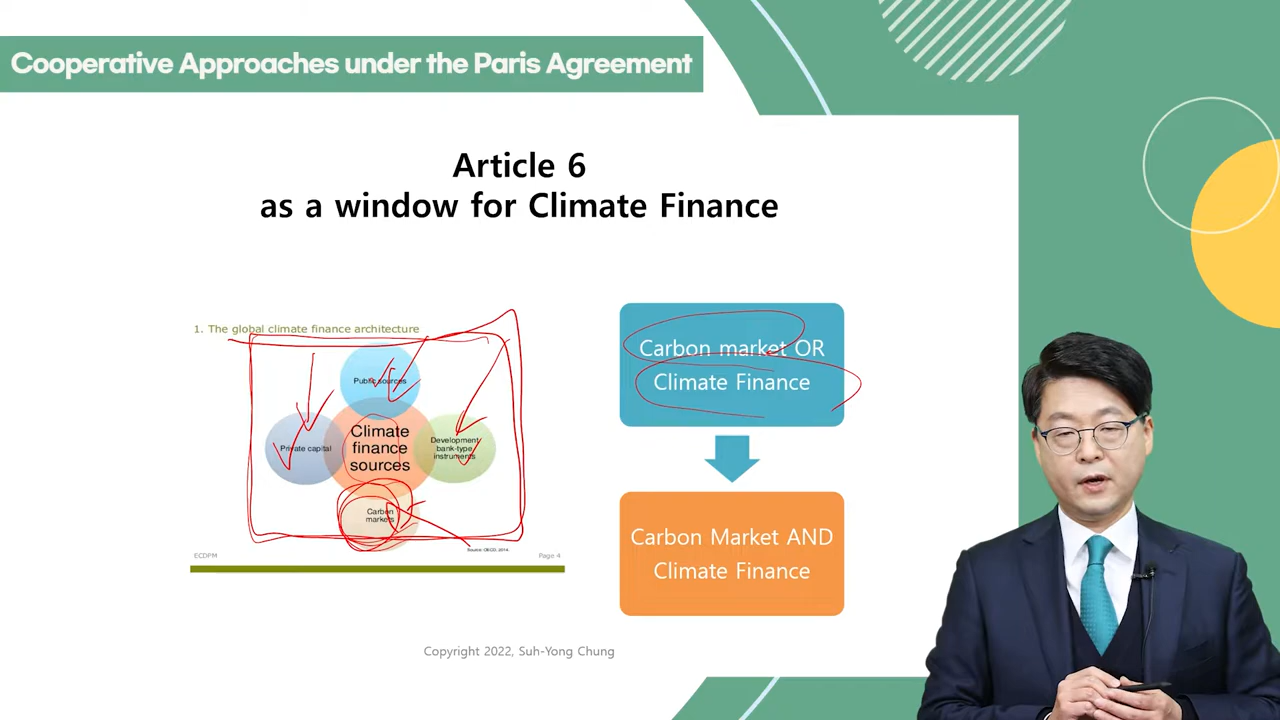 Cooperative Approaches under the Paris Agreement
Article 6
as a window for Climate Finance
1. The global climate finance architecture
Public sources
Private capital
Climate
finance
sources
Development
bank-type
instruments
Carbon
markets
Source: OECD, 2014.
ECDPM
Page 4
Carbon market OR
Climate Finance
Carbon Market AND
Climate Finance
Copyright 2022, Suh-Yong Chung